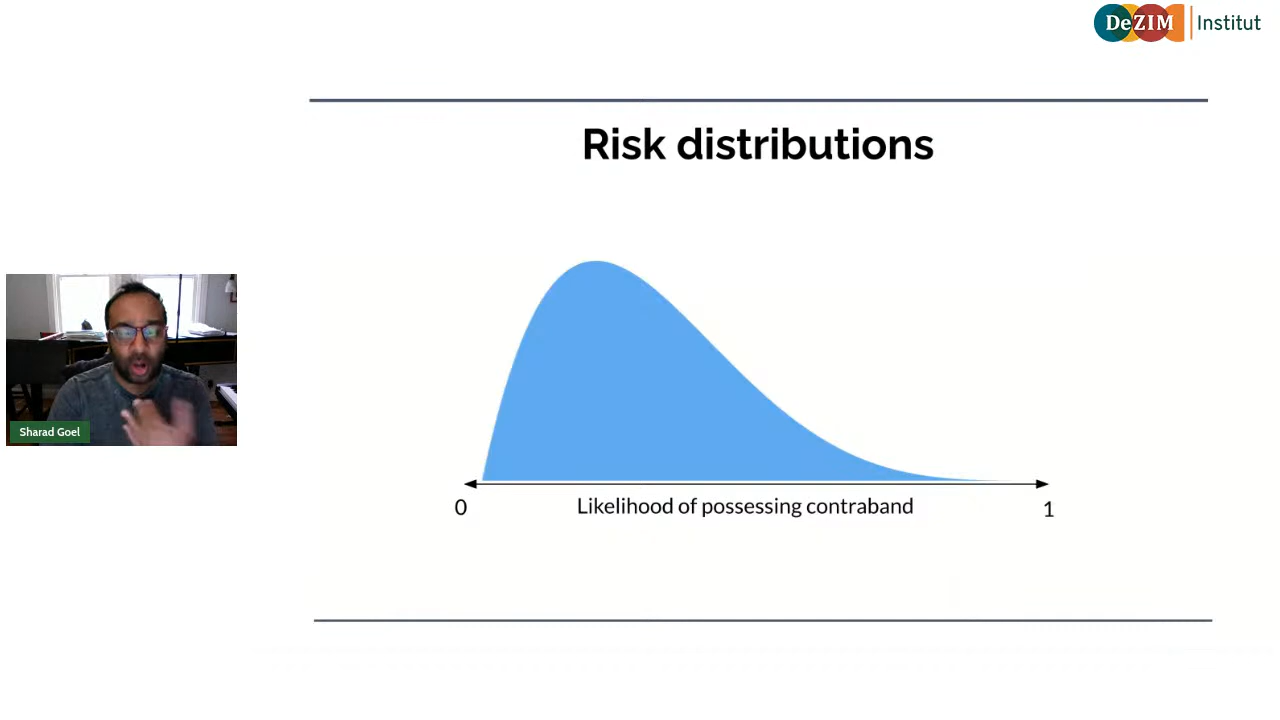 DeZIM Institut
Risk distributions
Sharad Goel
0
Likelihood of possessing contraband
1